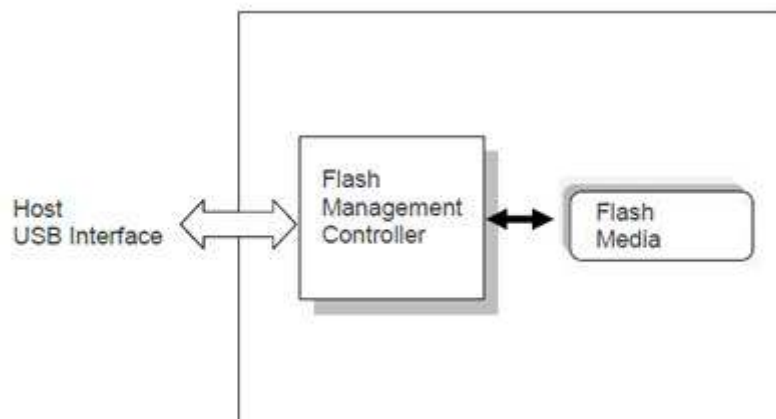 Host
USB Interface
Flash
Management
Controller
Flash
Media